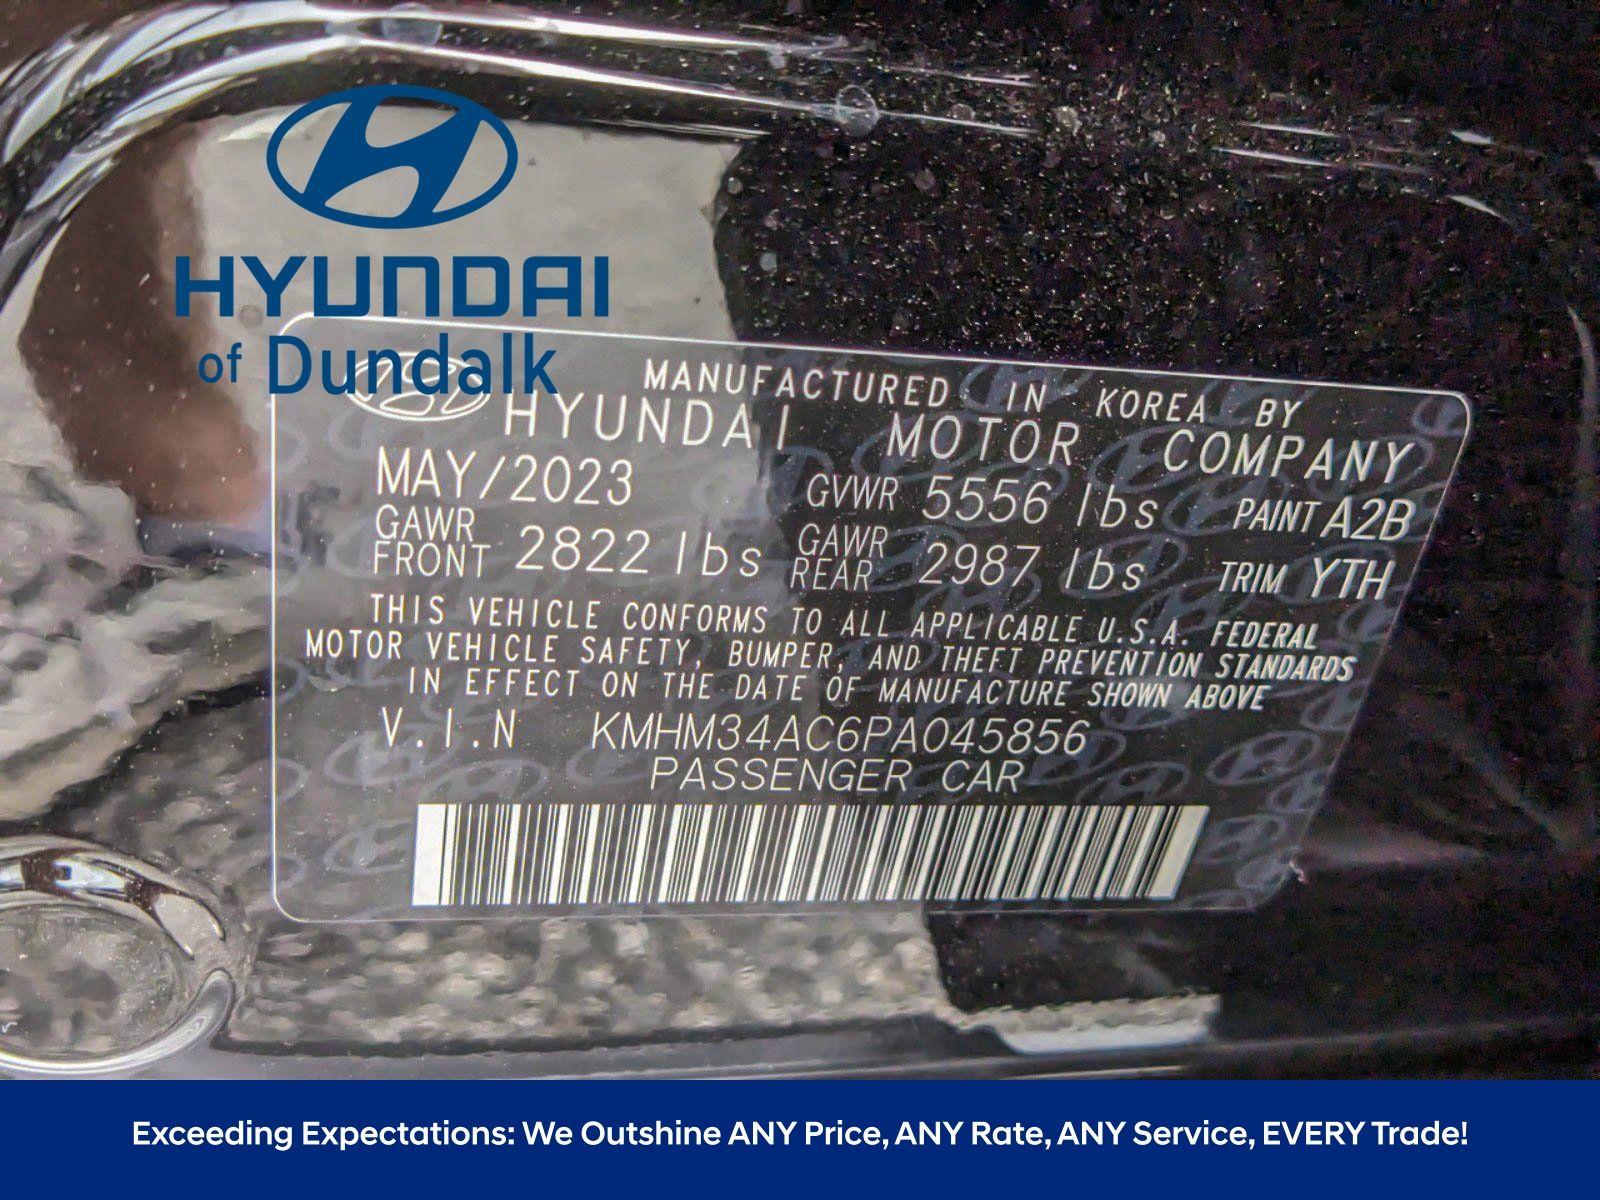 HYUNDAI
of Dundalk
MANUFACTURED IN KOREA BY
HYUNDAI MOTOR COMPANY
MAY/2023 GVWR 5556 lbs PAINT A2B
GAWR FRONT 2822 lbs GAWR REAR 2987 lbs TRIM YTH
THIS VEHICLE CONFORMS TO ALL APPLICABLE U.S.A. FEDERAL
MOTOR VEHICLE SAFETY, BUMPER, AND THEFT PREVENTION STANDARDS
IN EFFECT ON THE DATE OF MANUFACTURE SHOWN ABOVE
V.I.N KMHM34AC6PA045856
PASSENGER CAR
Exceeding Expectations: We Outshine ANY Price, ANY Rate, ANY Service, EVERY Trade!